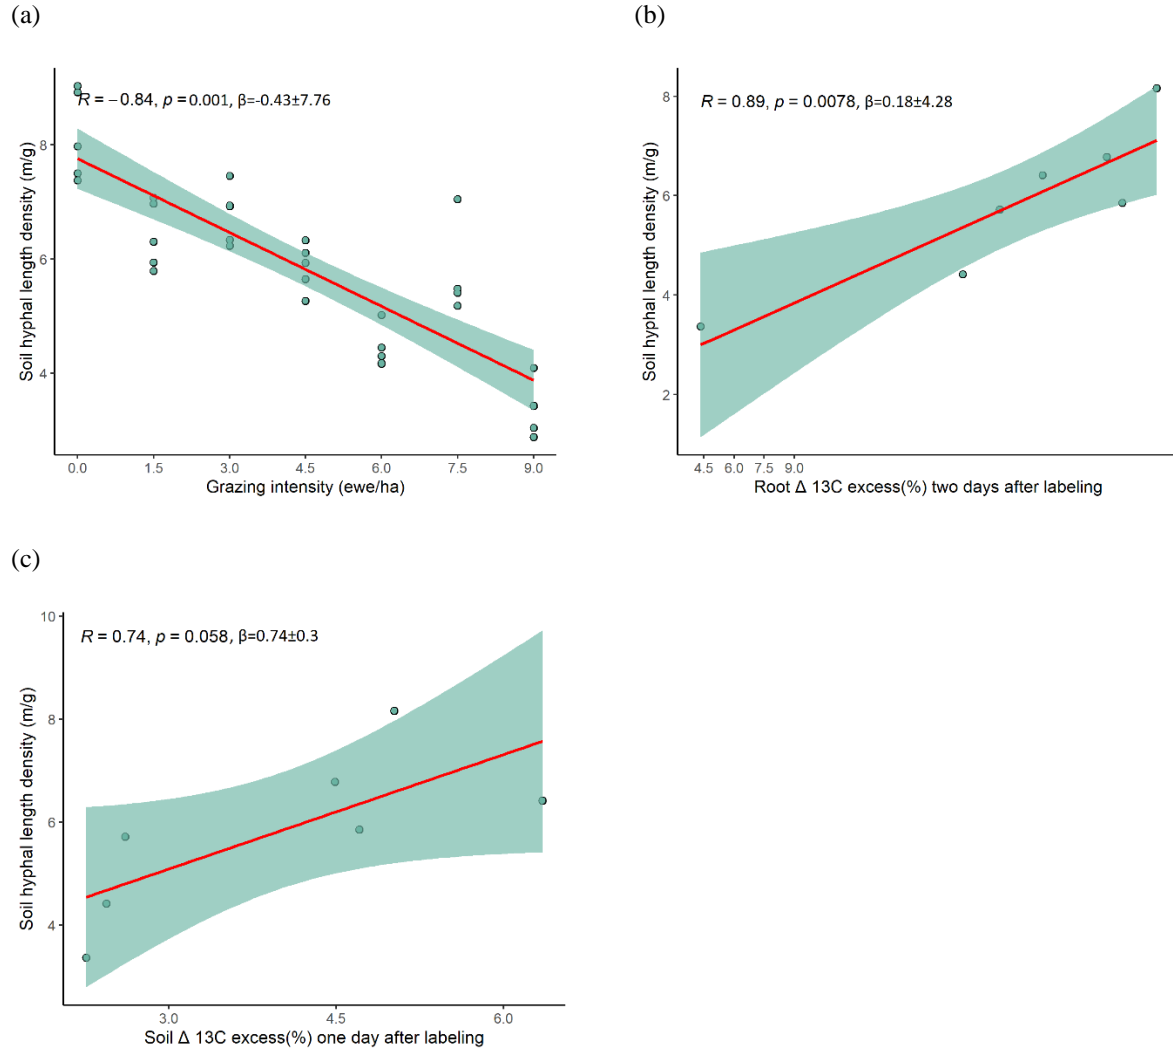 (a)
(b)
R = −0.84, p = 0.001, β=-0.43±7.76
8
6
4
Soil hyphal length density (m/g)
0.0 1.5 3.0 4.5 6.0 7.5 9.0
Grazing intensity (ewe/ha)
R = 0.89, p = 0.0078, β=0.18±4.28
8
6
4
2
Soil hyphal length density (m/g)
4.5 6.0 7.5 9.0
Root Δ 13C excess(%) two days after labeling
(c)
R = 0.74, p = 0.058, β=0.74±0.3
10
8
6
4
Soil hyphal length density (m/g)
3.0 4.5 6.0
Soil Δ 13C excess(%) one day after labeling